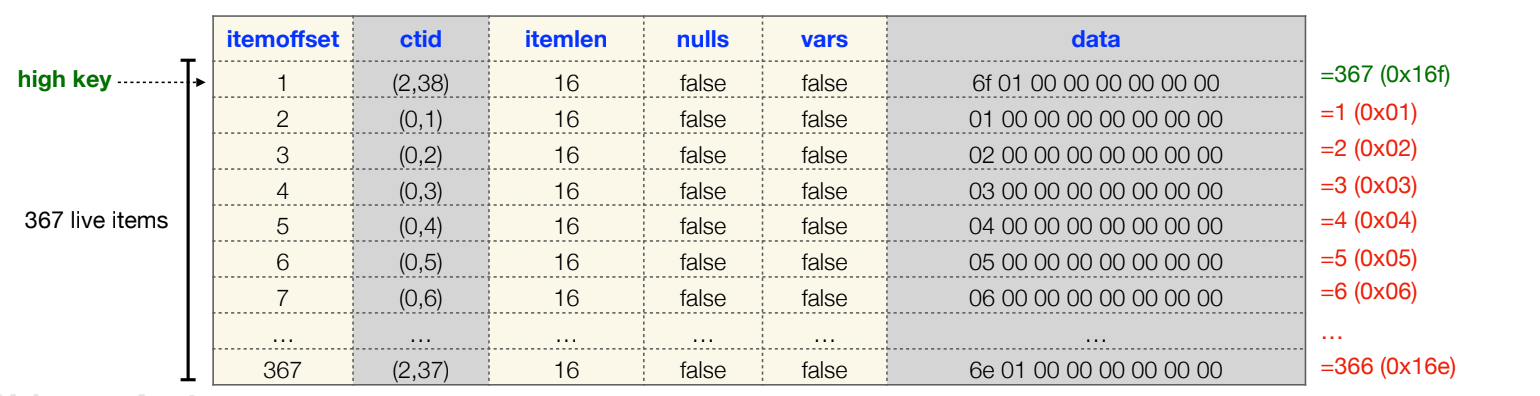 itemoffset ctid itemlen nulls vars data
high key 1 (2,38) 16 false false 6f 01 00 00 00 00 00 00 =367 (0x16f)
2 (0,1) 16 false false 01 00 00 00 00 00 00 00 =1 (0x01)
3 (0,2) 16 false false 02 00 00 00 00 00 00 00 =2 (0x02)
4 (0,3) 16 false false 03 00 00 00 00 00 00 00 =3 (0x03)
367 live items 5 (0,4) 16 false false 04 00 00 00 00 00 00 00 =4 (0x04)
6 (0,5) 16 false false 05 00 00 00 00 00 00 00 =5 (0x05)
7 (0,6) 16 false false 06 00 00 00 00 00 00 00 =6 (0x06)
... ... ... ... ... ... ...
367 (2,37) 16 false false 6e 01 00 00 00 00 00 00 =366 (0x16e)